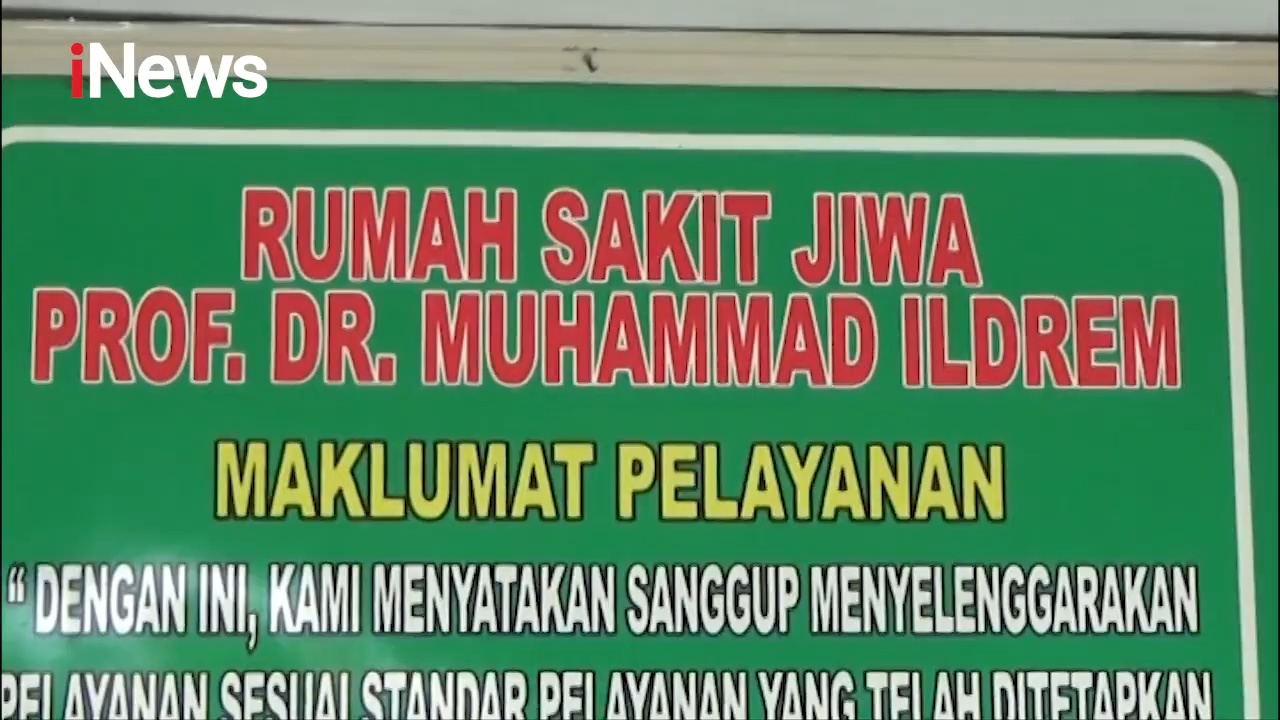 iNews
RUMAH SAKIT JIWA
PROF. DR. MUHAMMAD ILDREM
MAKLUMAT PELAYANAN
“ DENGAN INI, KAMI MENYATAKAN SANGGUP MENYELENGGARAKAN
PELAYANAN SESUAI STANDAR PELAYANAN YANG TELAH DITETAPKAN